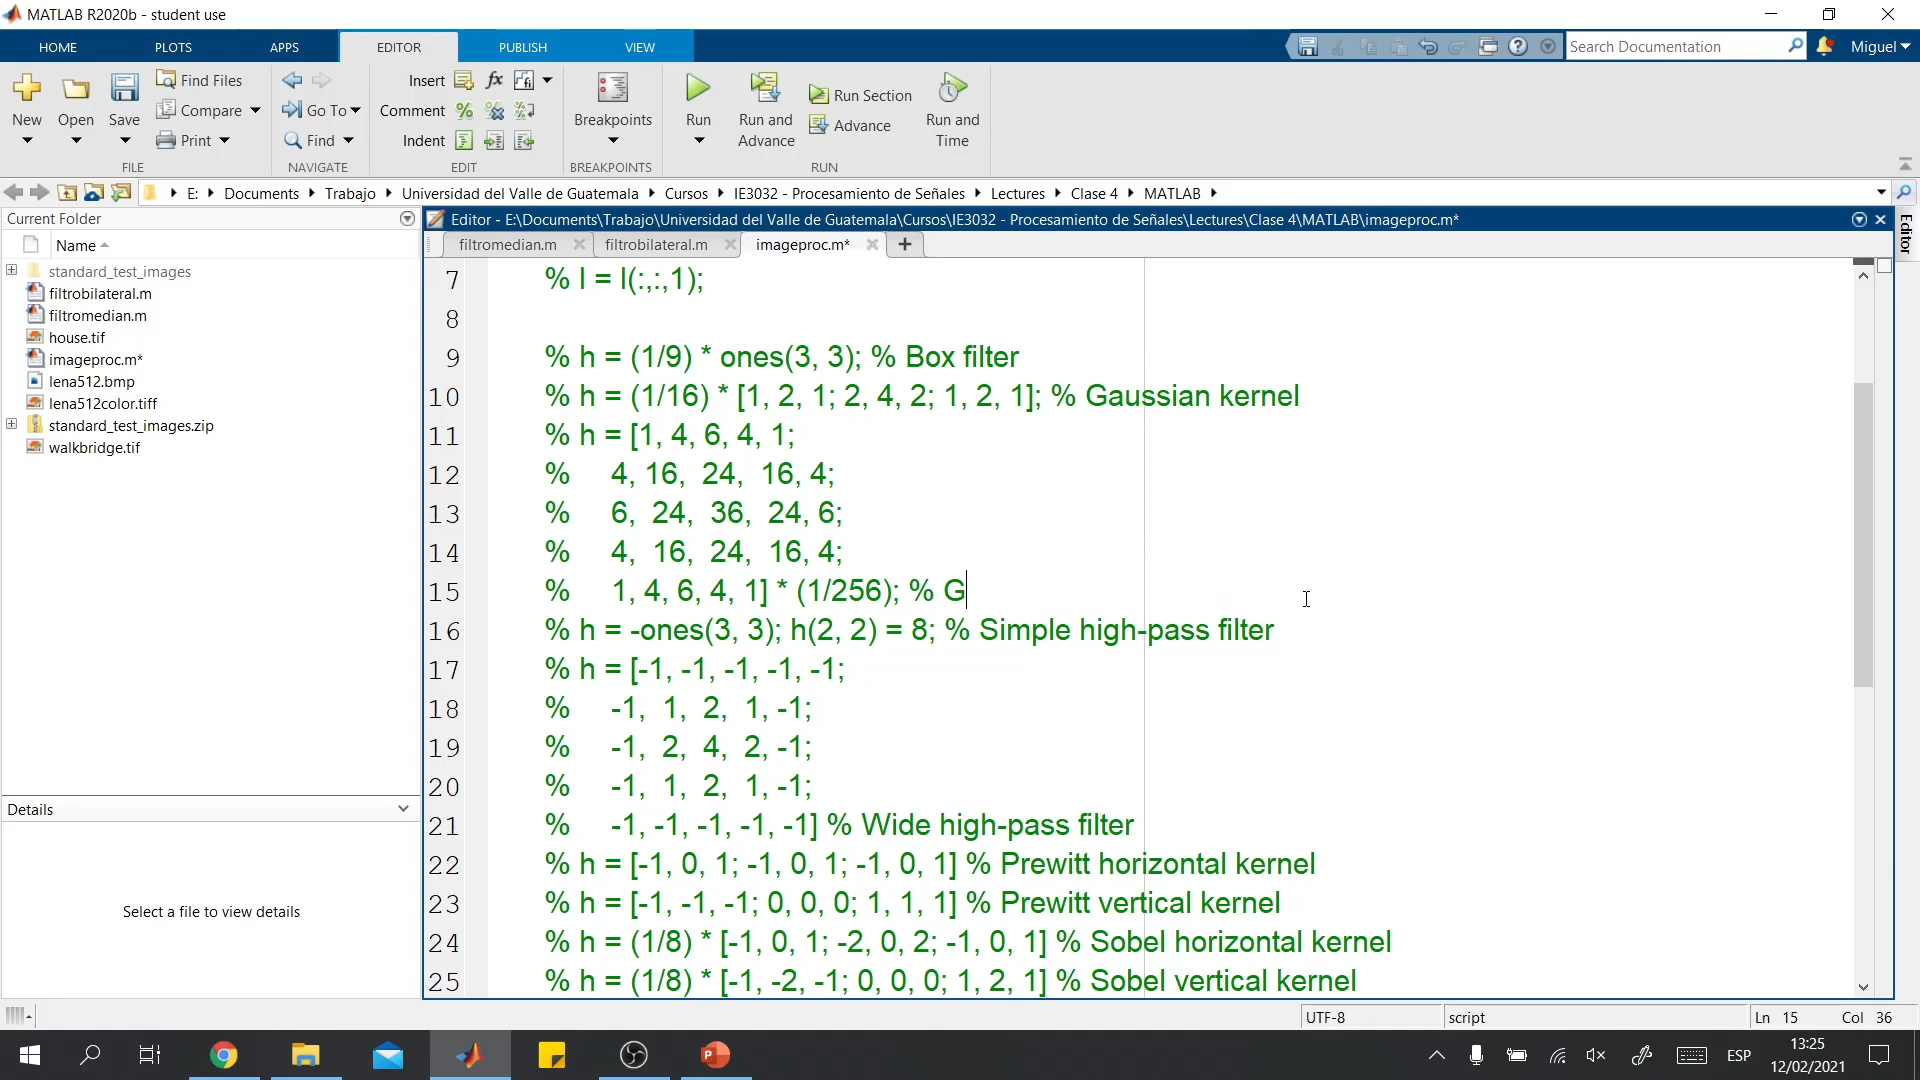 MATLAB R2020b - student use
HOME PLOTS APPS EDITOR PUBLISH VIEW
Search Documentation
Miguel
New
Open
Save
Find Files
Compare
Print
FILE
Go To
Find
NAVIGATE
Insert
Comment
Indent
EDIT
Breakpoints
BREAKPOINTS
Run
Run and Advance
Run Section
Advance
Run and Time
RUN
E: Documents Trabajo Universidad del Valle de Guatemala Cursos IE3032 - Procesamiento de Señales Lectures Clase 4 MATLAB
Current Folder
Name
standard_test_images
filtrobilateral.m
filtromedian.m
house.tif
imageproc.m*
lena512.bmp
lena512color.tiff
standard_test_images.zip
walkbridge.tif
Details
Select a file to view details
Editor - E:\Documents\Trabajo\Universidad del Valle de Guatemala\Cursos\IE3032 - Procesamiento de Señales\Lectures\Clase 4\MATLAB\imageproc.m*
Editor
filtromedian.m filtrobilateral.m imageproc.m*
7 % I = I(:,:,1);
8
9 % h = (1/9) * ones(3, 3); % Box filter
10 % h = (1/16) * [1, 2, 1; 2, 4, 2; 1, 2, 1]; % Gaussian kernel
11 % h = [1, 4, 6, 4, 1;
12 % 4, 16, 24, 16, 4;
13 % 6, 24, 36, 24, 6;
14 % 4, 16, 24, 16, 4;
15 % 1, 4, 6, 4, 1] * (1/256); % G
16 % h = -ones(3, 3); h(2, 2) = 8; % Simple high-pass filter
17 % h = [-1, -1, -1, -1, -1;
18 % -1, 1, 2, 1, -1;
19 % -1, 2, 4, 2, -1;
20 % -1, 1, 2, 1, -1;
21 % -1, -1, -1, -1, -1] % Wide high-pass filter
22 % h = [-1, 0, 1; -1, 0, 1; -1, 0, 1] % Prewitt horizontal kernel
23 % h = [-1, -1, -1; 0, 0, 0; 1, 1, 1] % Prewitt vertical kernel
24 % h = (1/8) * [-1, 0, 1; -2, 0, 2; -1, 0, 1] % Sobel horizontal kernel
25 % h = (1/8) * [-1, -2, -1; 0, 0, 0; 1, 2, 1] % Sobel vertical kernel
UTF-8 script Ln 15 Col 36
ESP
13:25
12/02/2021